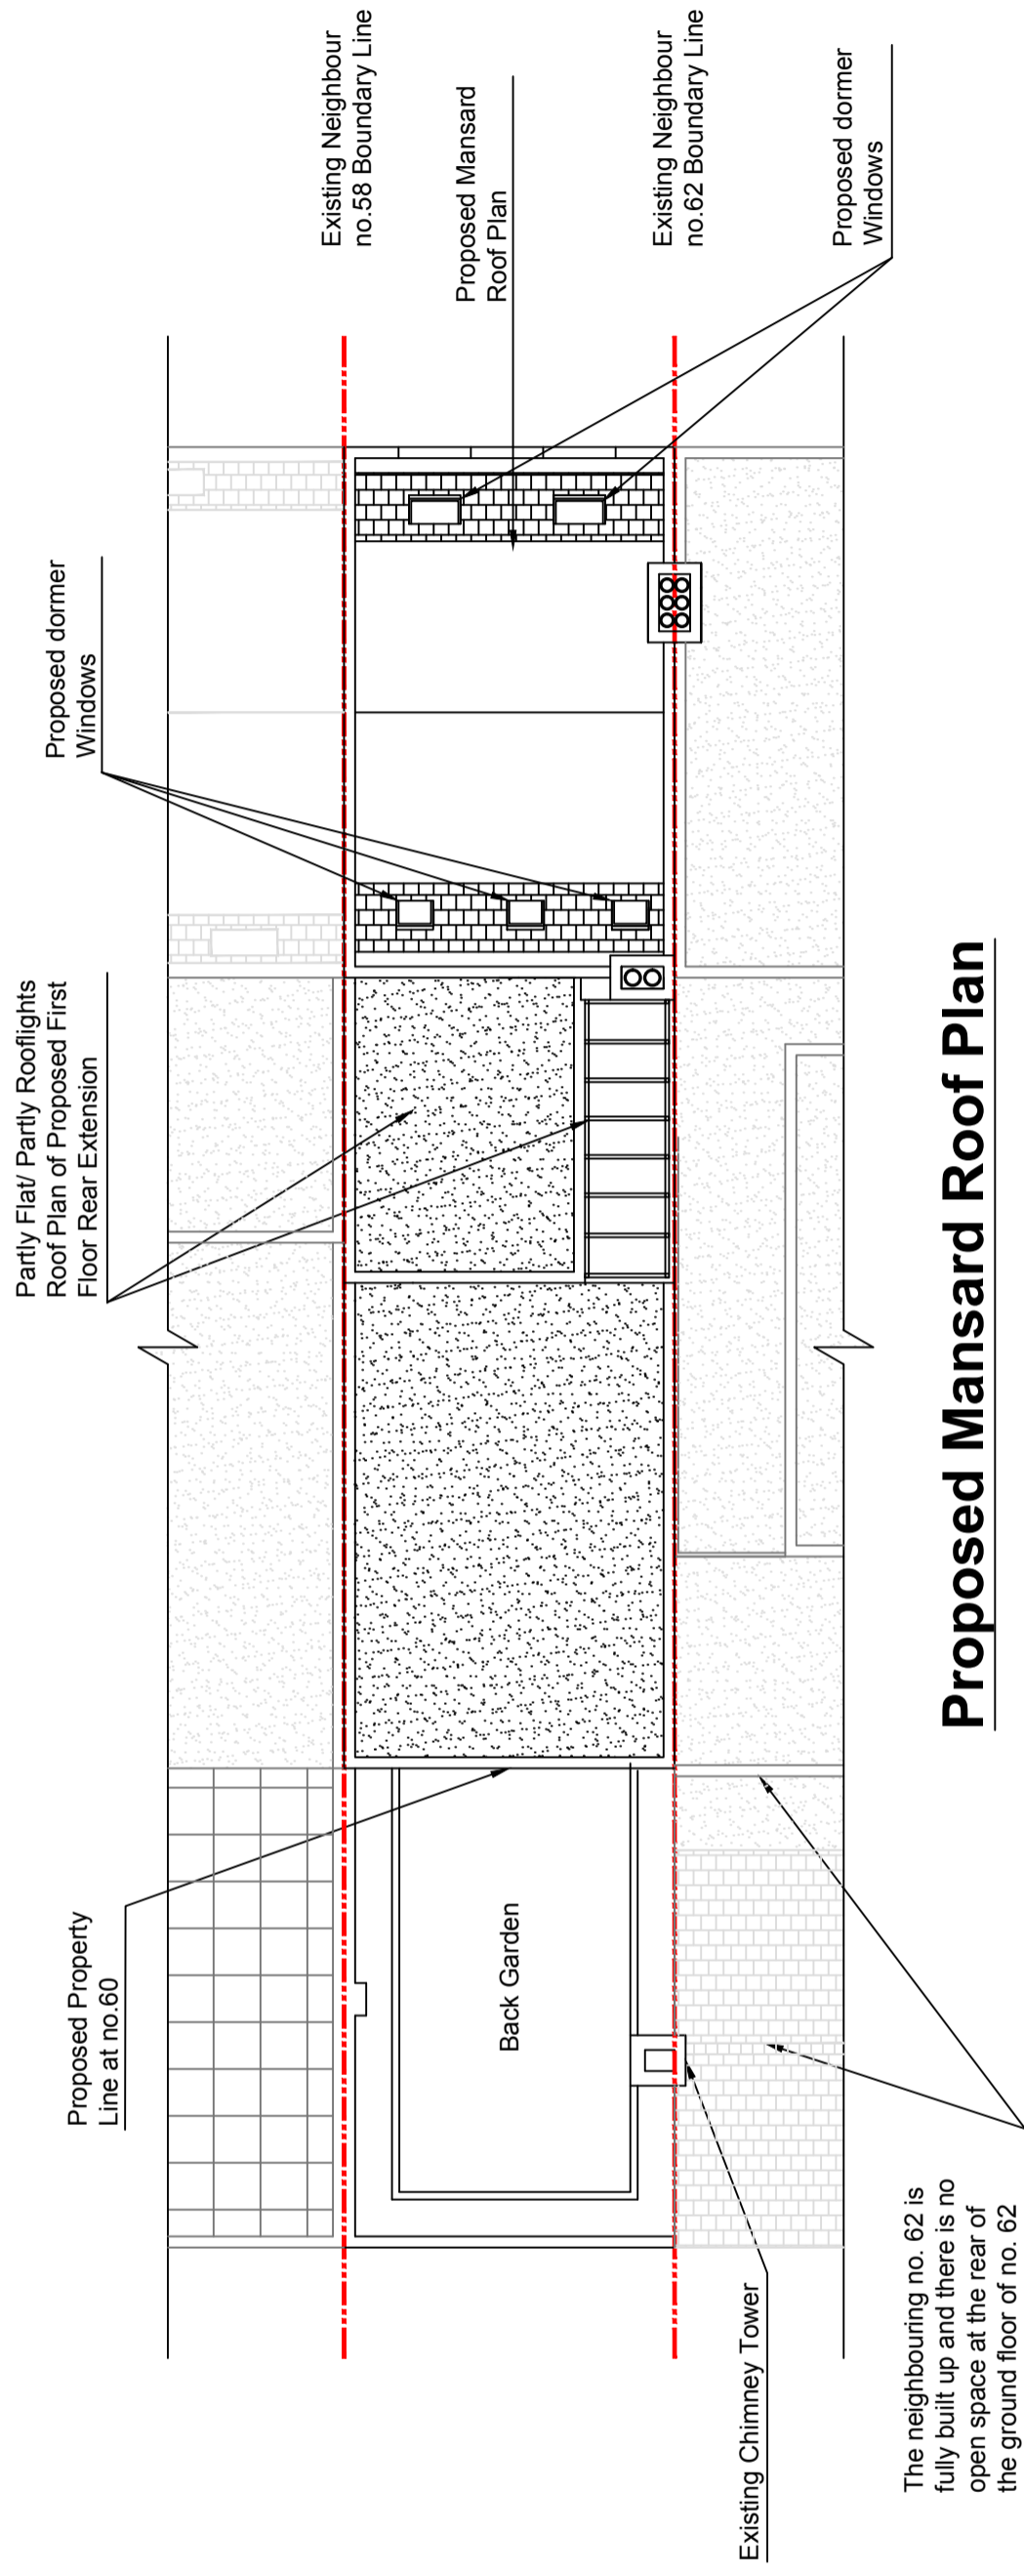 Existing Neighbour
no.58 Boundary Line
Proposed Mansard
Roof Plan
Existing Neighbour
no.62 Boundary Line
Proposed dormer
Windows
Proposed dormer
Windows
Partly Flat/ Partly Rooflights
Roof Plan of Proposed First
Floor Rear Extension
Proposed Property
Line at no.60
Back Garden
Existing Chimney Tower
The neighbouring no. 62 is
fully built up and there is no
open space at the rear of
the ground floor of no. 62
Proposed Mansard Roof Plan